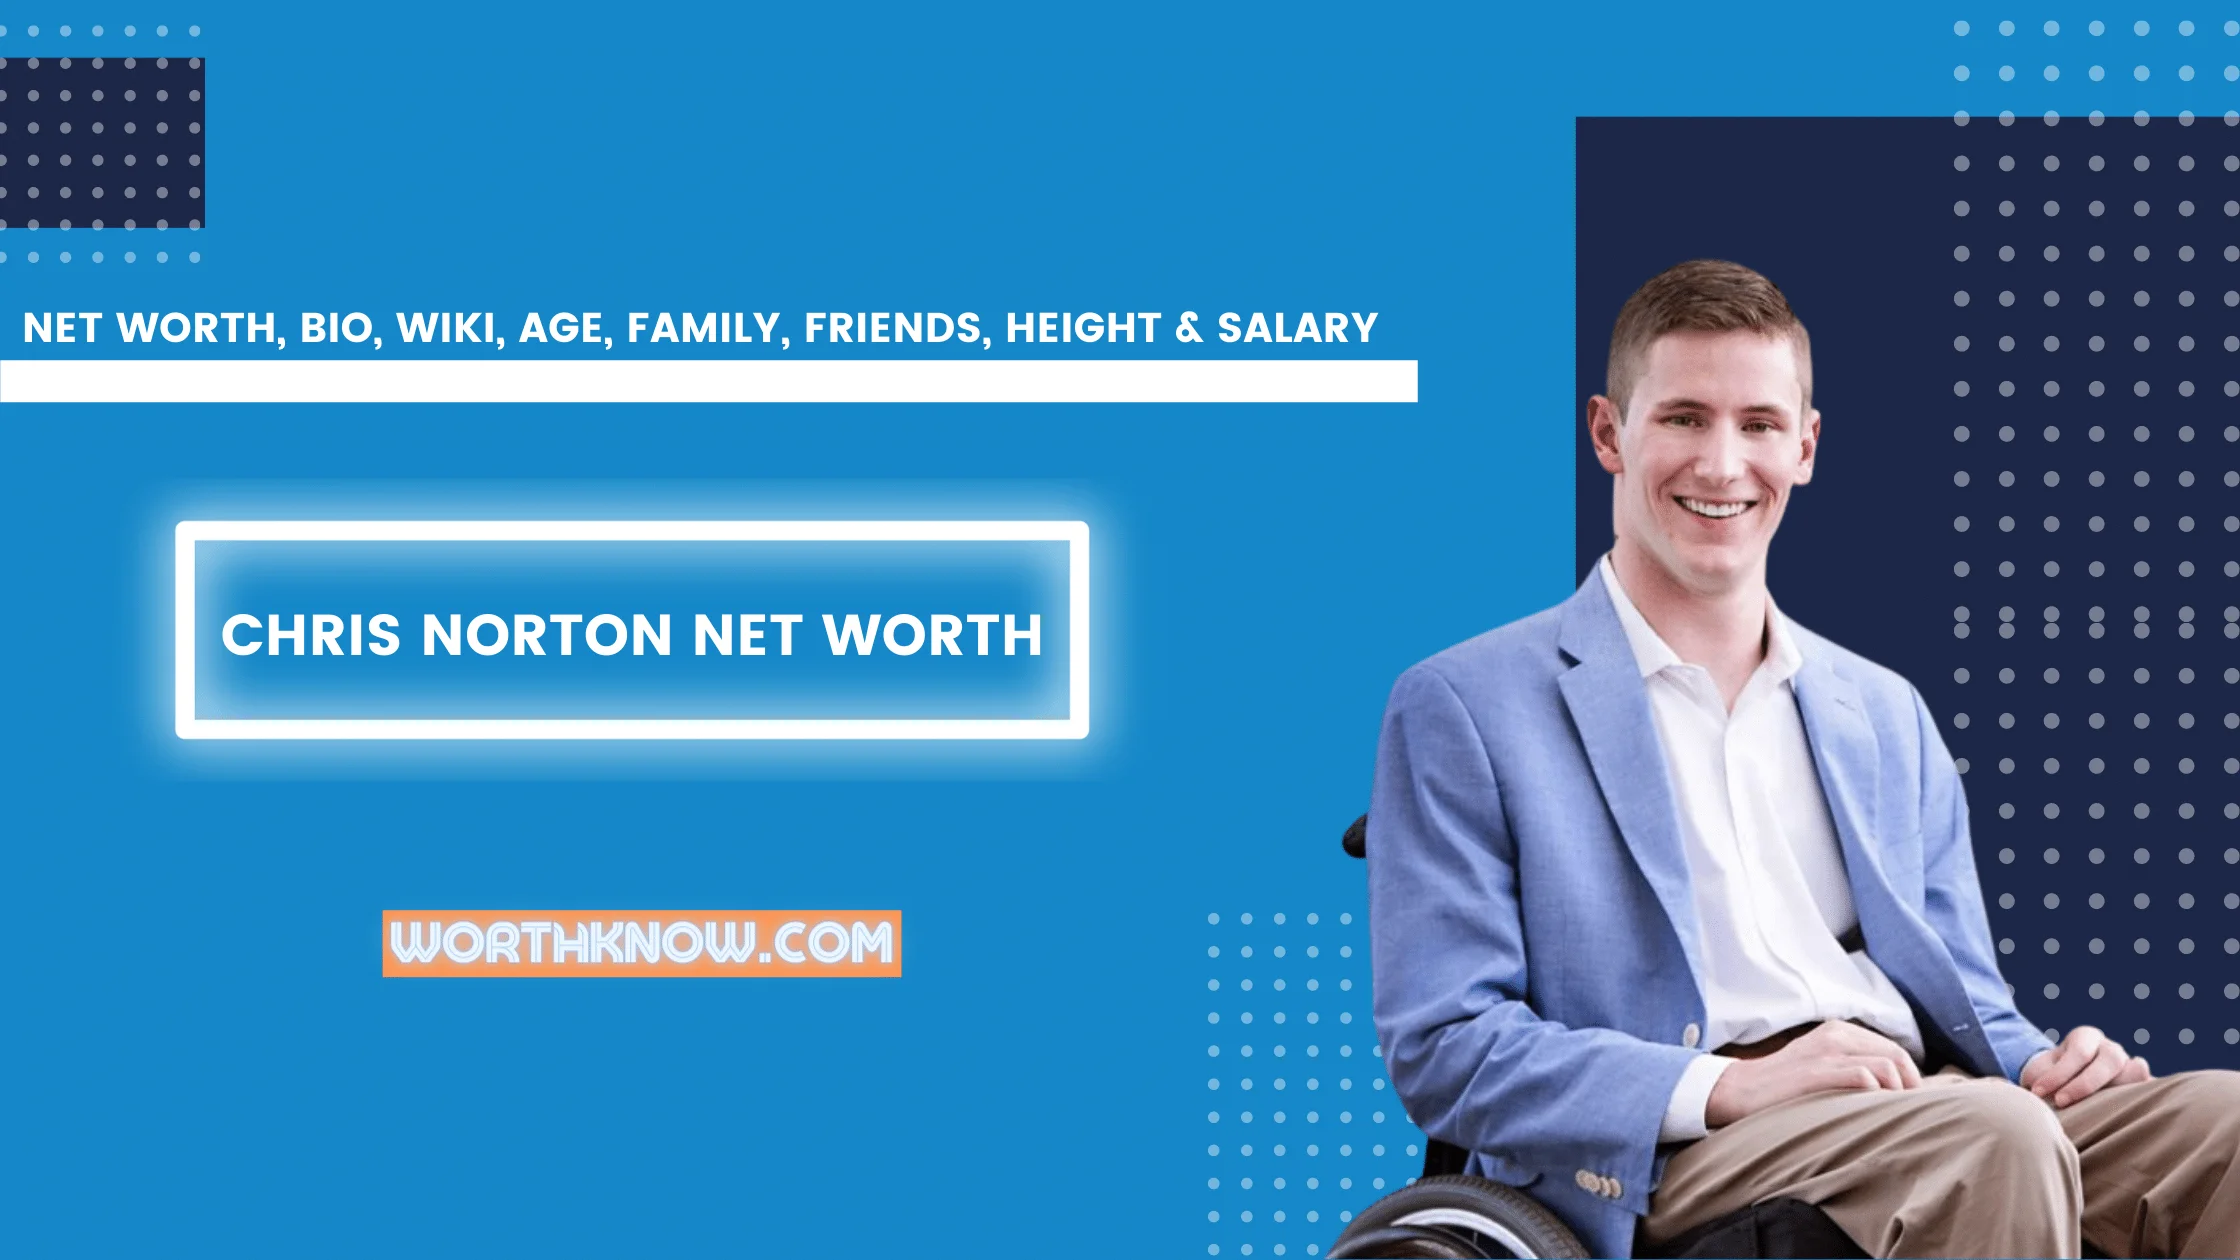 NET WORTH, BIO, WIKI, AGE, FAMILY, FRIENDS, HEIGHT & SALARY
CHRIS NORTON NET WORTH
WORTHKNOW.COM